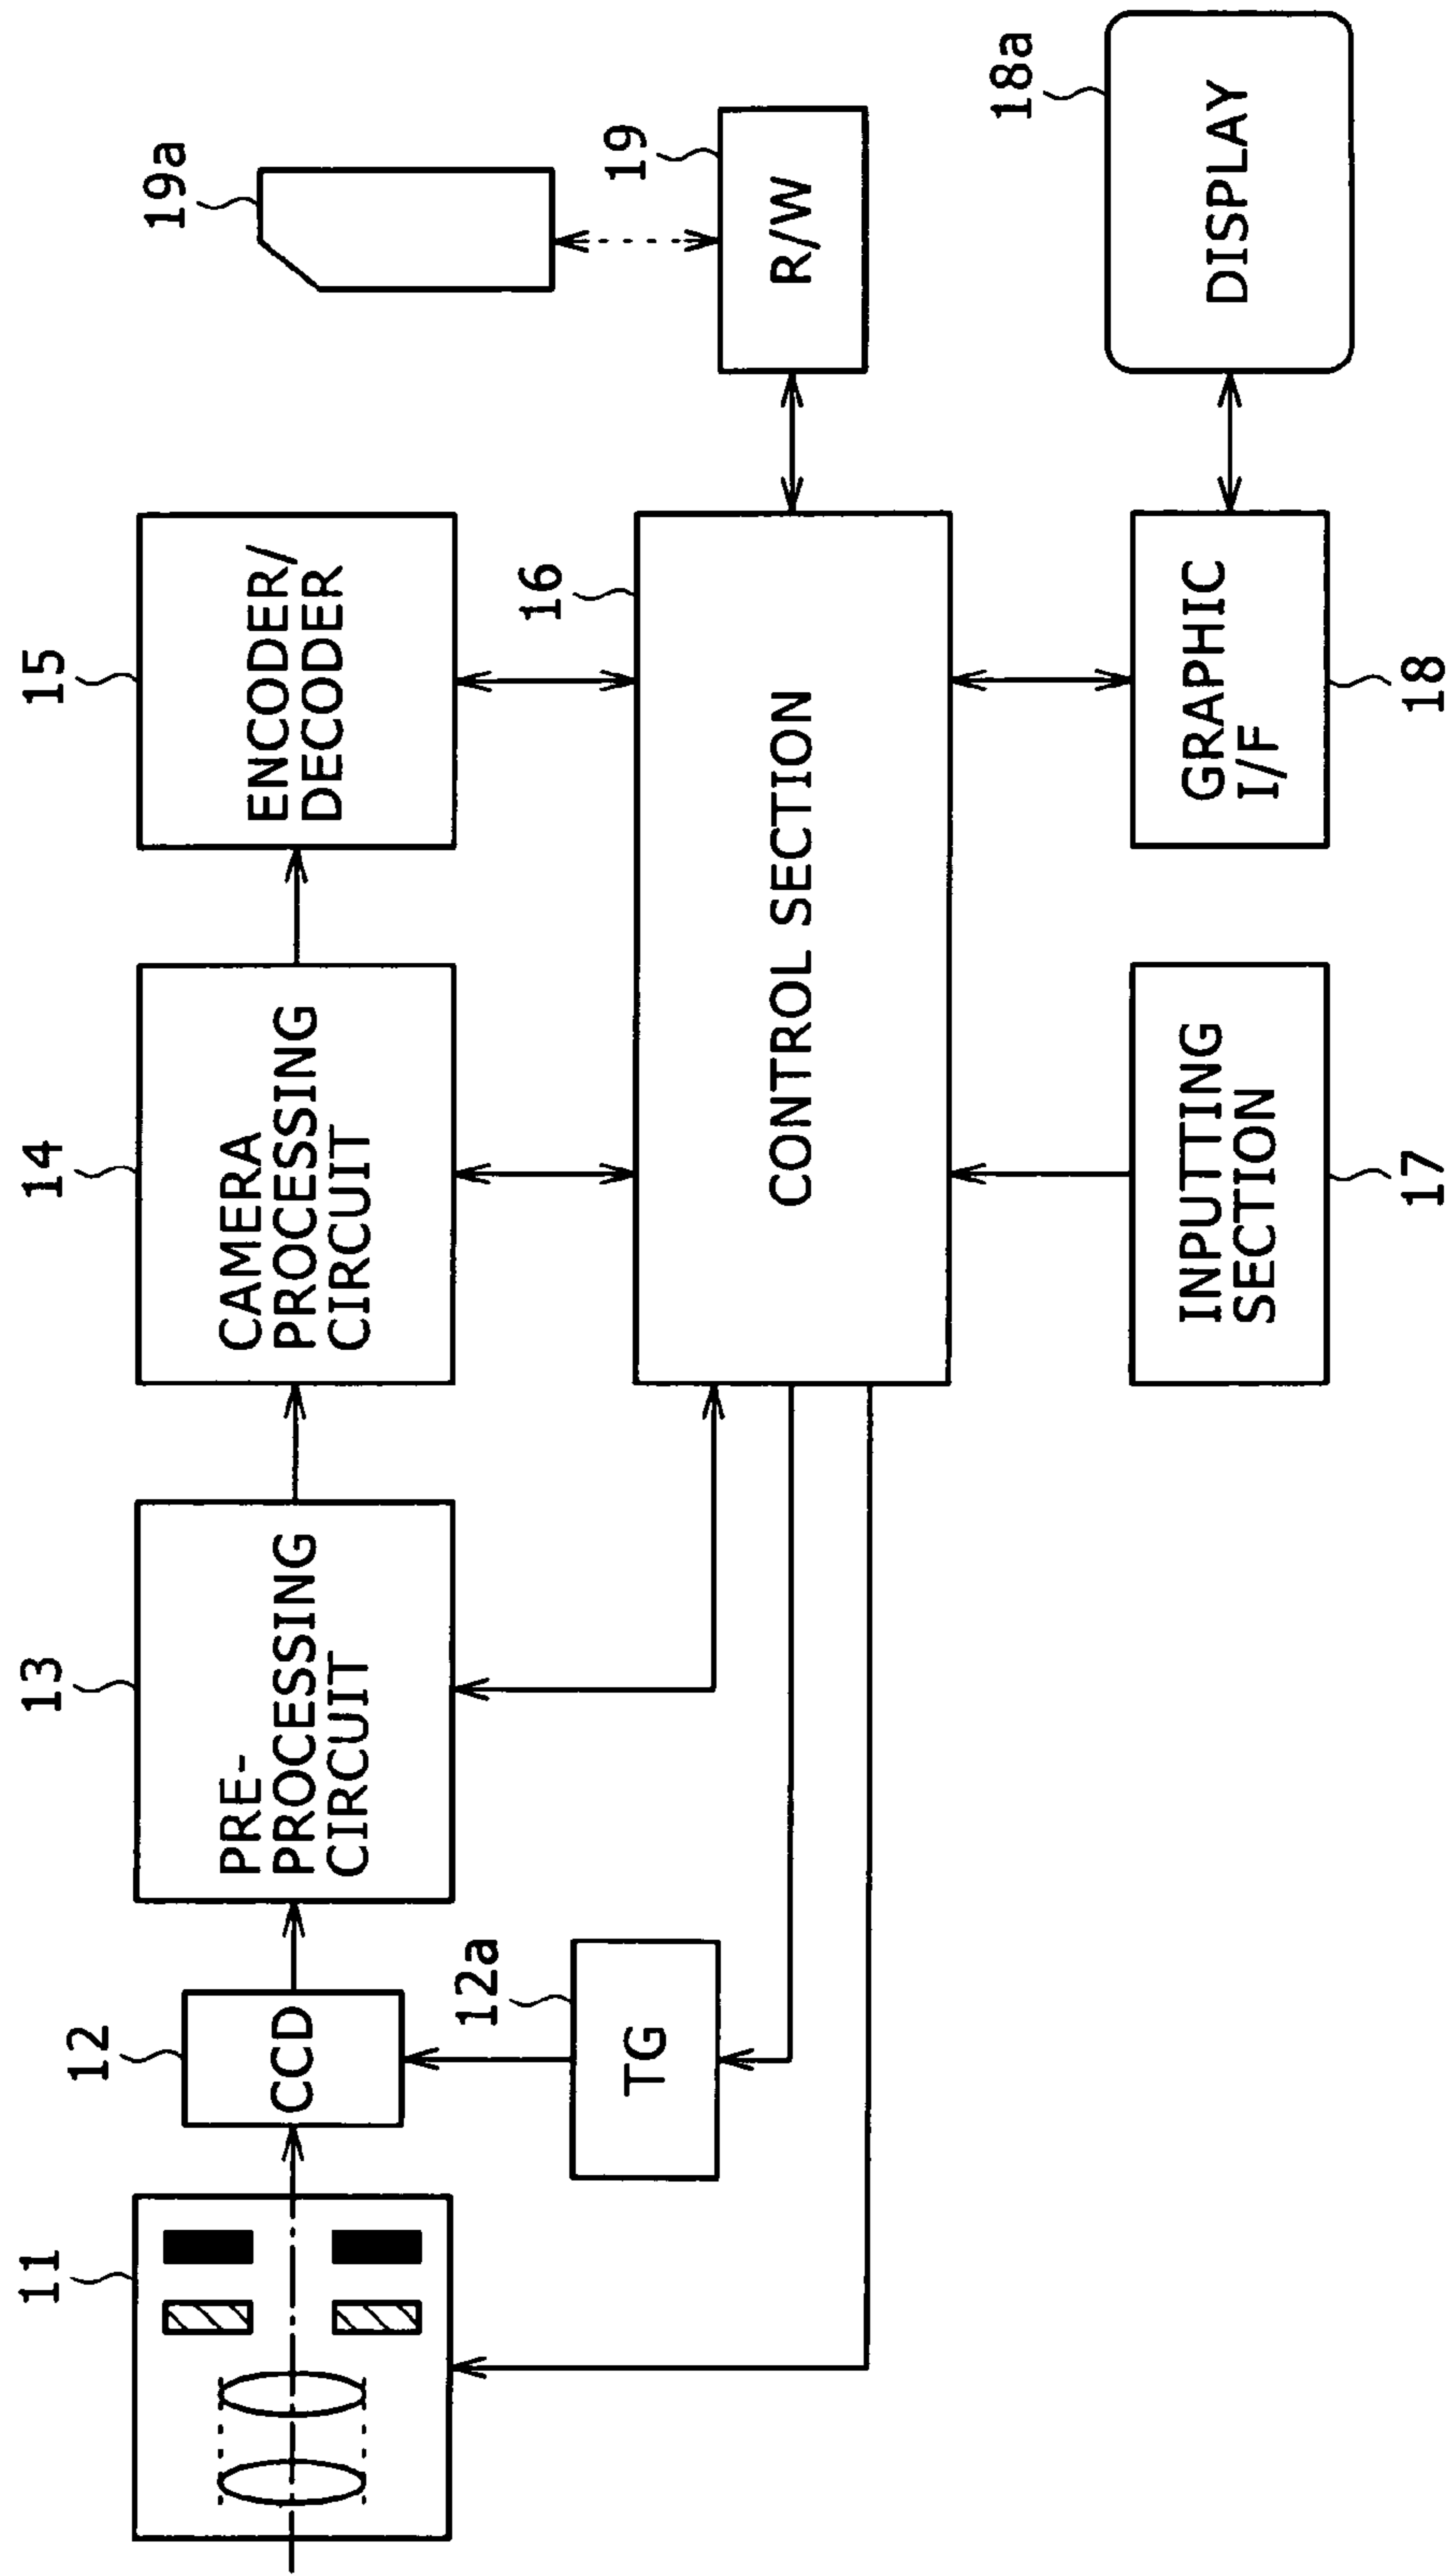 11
12
CCD
12a
TG
13
PRE-
PROCESSING
CIRCUIT
14
CAMERA
PROCESSING
CIRCUIT
15
ENCODER/
DECODER
16
CONTROL SECTION
19a
19
R/W
17
INPUTTING
SECTION
18
GRAPHIC
I/F
18a
DISPLAY